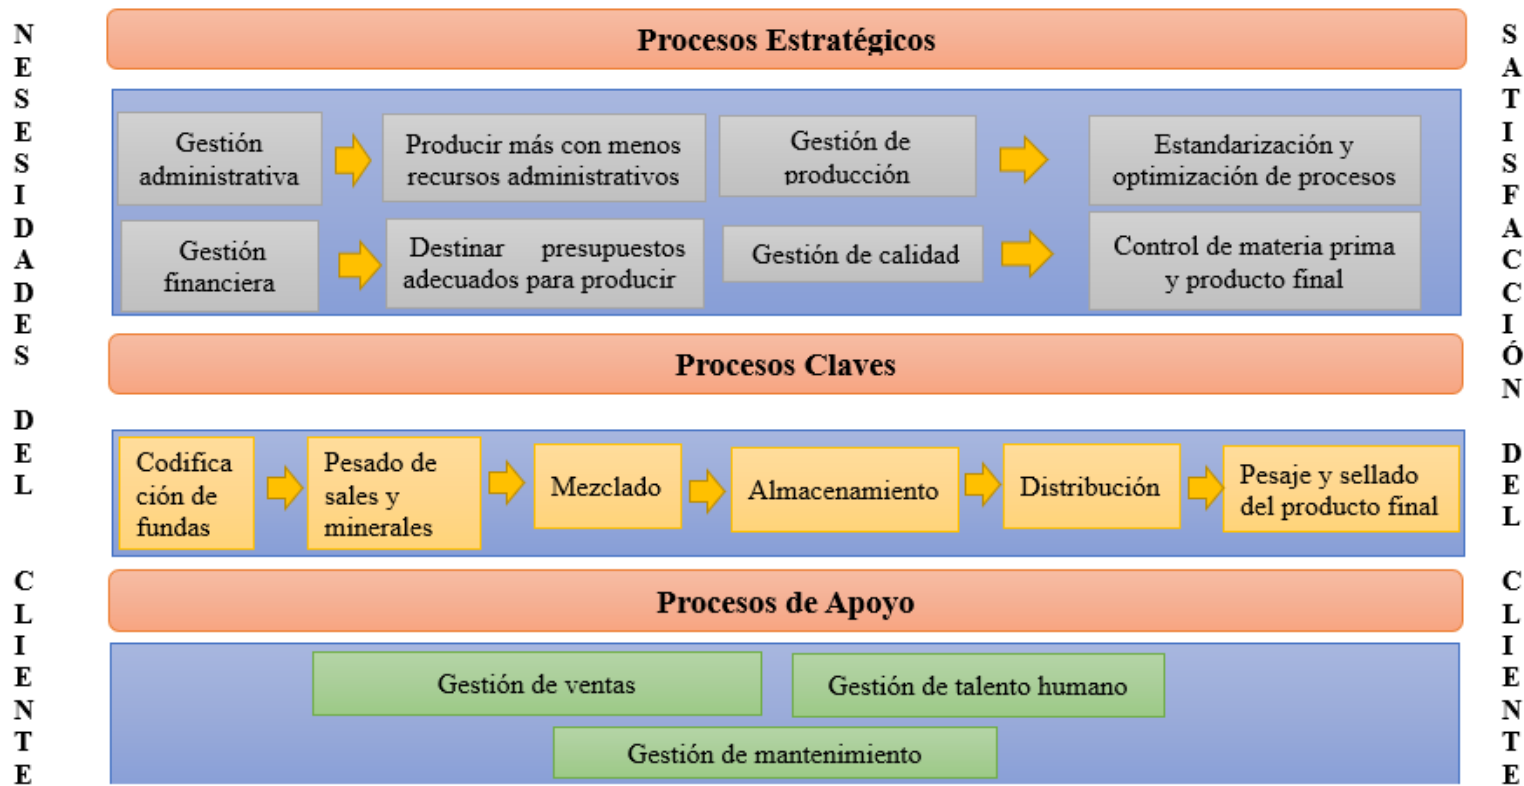 NESESIDADES DEL CLIENTE
Procesos Estratégicos
Gestión
administrativa
Producir más con menos
recursos administrativos
Gestión de
producción
Estandarización y
optimización de procesos
Gestión
financiera
Destinar presupuestos
adecuados para producir
Gestión de calidad
Control de materia prima
y producto final
Procesos Claves
Codifica
ción de
fundas
Pesado de
sales y
minerales
Mezclado
Almacenamiento
Distribución
Pesaje y sellado
del producto final
Procesos de Apoyo
Gestión de ventas
Gestión de talento humano
Gestión de mantenimiento
SATISFACCIÓN DEL CLIENTE